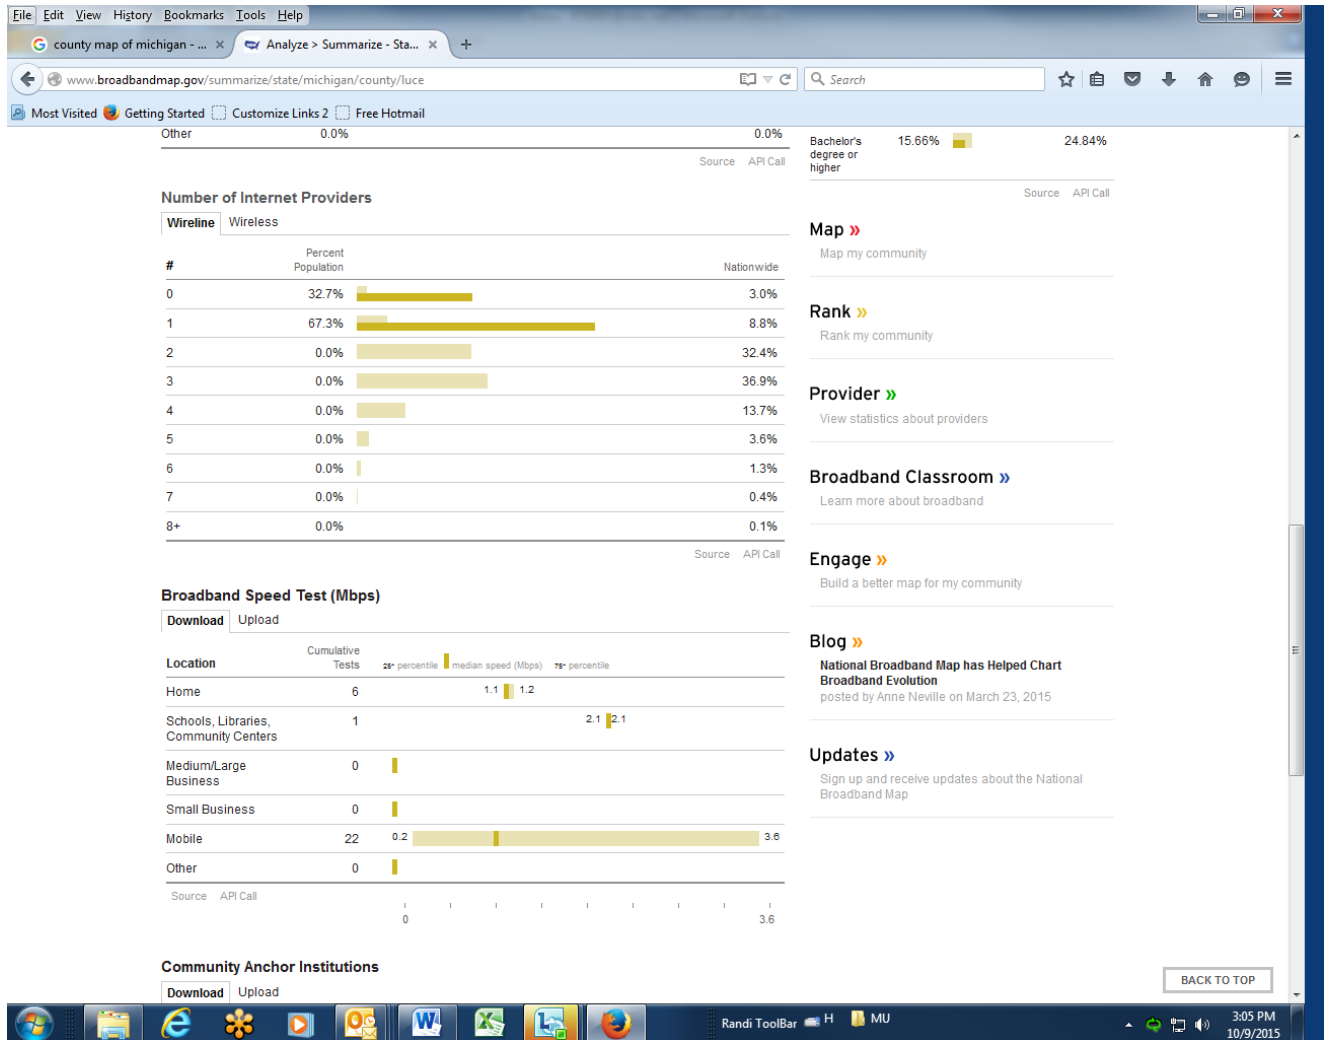 File Edit View History Bookmarks Tools Help
county map of michigan - ... × Analyze > Summarize - Sta... × +
www.broadbandmap.gov/summarize/state/michigan/county/luce Search
Most Visited Getting Started Customize Links 2 Free Hotmail
Other 0.0% 0.0%
Source API Call
Number of Internet Providers
Wireline Wireless
# Percent Population Nationwide
0 32.7% 3.0%
1 67.3% 8.8%
2 0.0% 32.4%
3 0.0% 36.9%
4 0.0% 13.7%
5 0.0% 3.6%
6 0.0% 1.3%
7 0.0% 0.4%
8+ 0.0% 0.1%
Source API Call
Broadband Speed Test (Mbps)
Download Upload
Location Cumulative Tests 25th percentile median speed (Mbps) 75th percentile
Home 6 1.1 1.2
Schools, Libraries, 1 2.1 2.1
Community Centers
Medium/Large 0
Business
Small Business 0
Mobile 22 0.2 3.6
Other 0
Source API Call
0 3.6
Community Anchor Institutions
Download Upload
Bachelor's 15.66% 24.84%
degree or
higher
Source API Call
Map »
Map my community
Rank »
Rank my community
Provider »
View statistics about providers
Broadband Classroom »
Learn more about broadband
Engage »
Build a better map for my community
Blog »
National Broadband Map has Helped Chart
Broadband Evolution
posted by Anne Neville on March 23, 2015
Updates »
Sign up and receive updates about the National
Broadband Map
BACK TO TOP
Randi ToolBar H MU
3:05 PM
10/9/2015